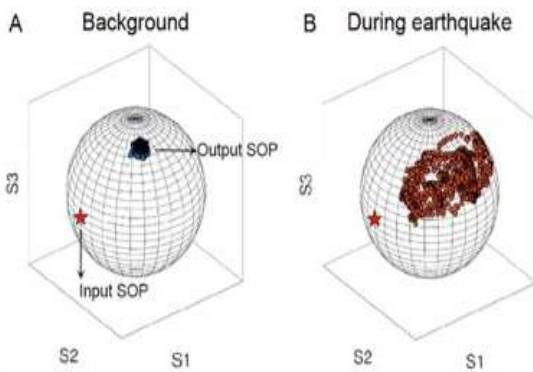 A Background
B During earthquake
Output SOP
S3
S3
Input SOP
S2
S1
S2
S1